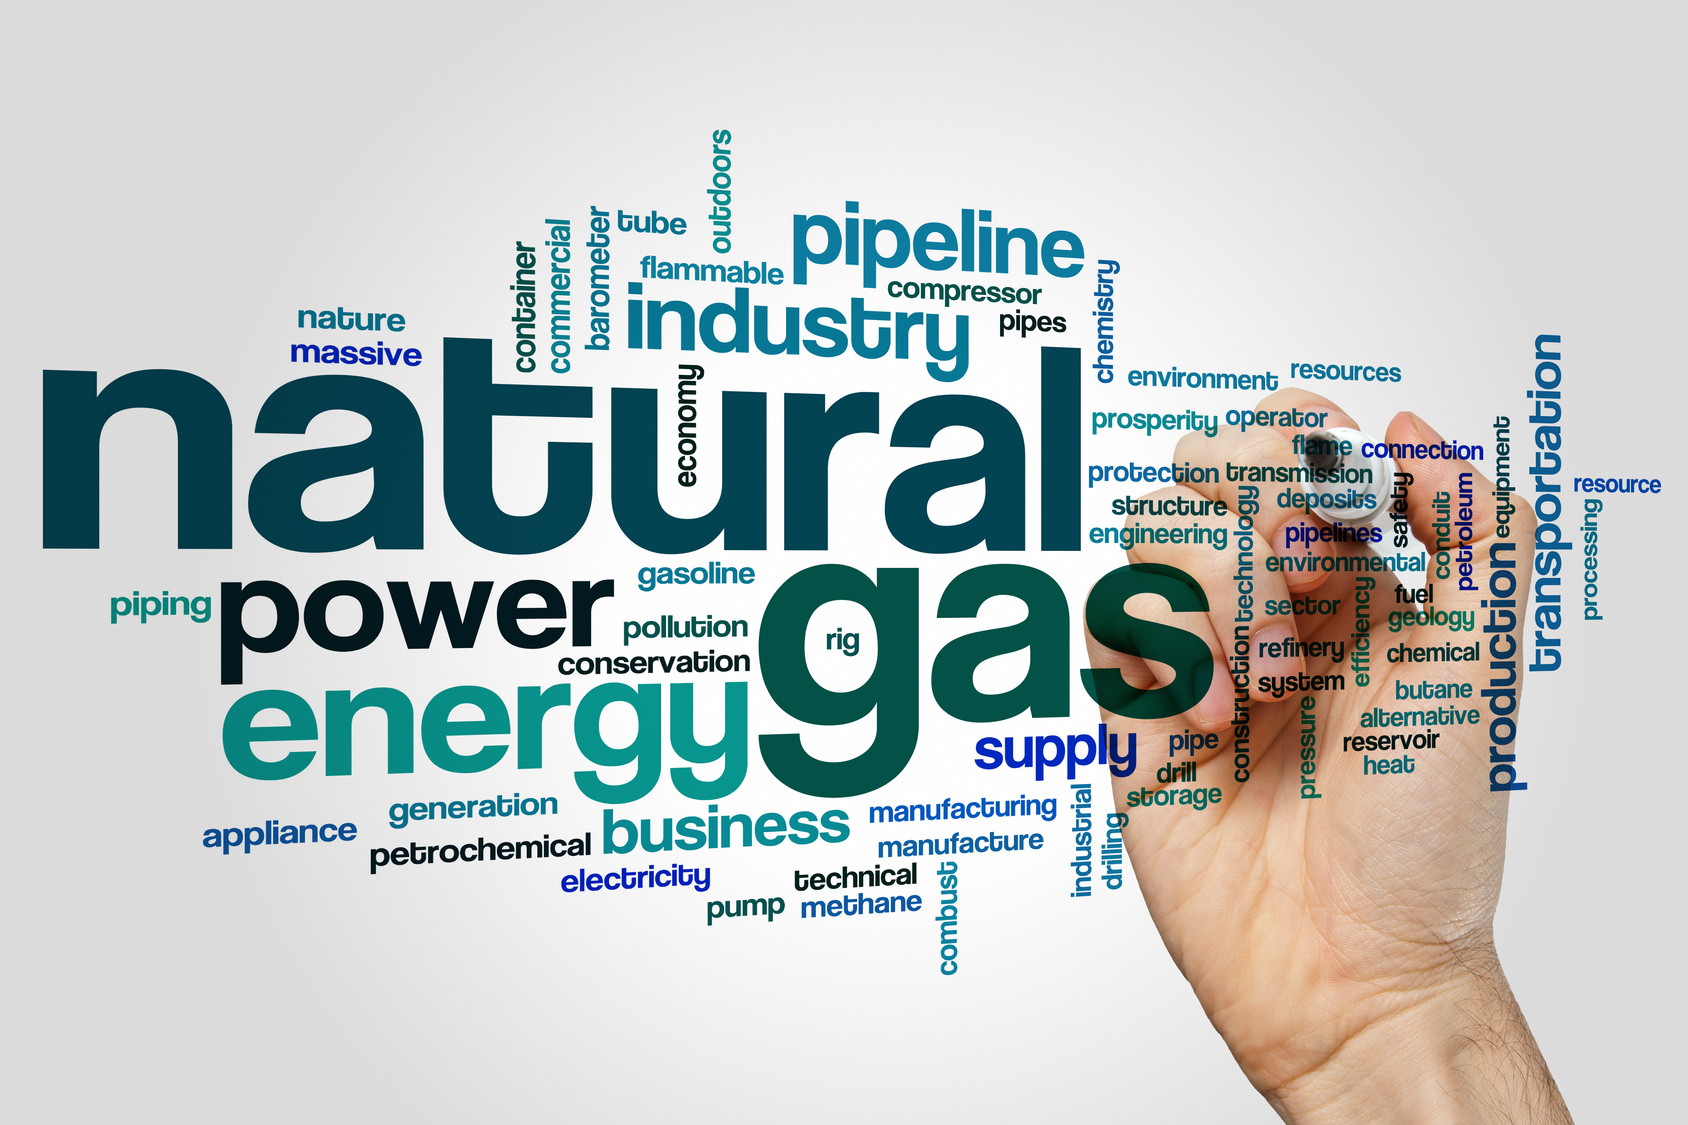 outdoors
tube
pipeline
container
commercial
barometer
flammable
compressor
industry
pipes
chemistry
nature
massive
natural
economy
environment
resources
prosperity
operator
flame
connection
protection
transmission
structure
deposits
engineering
technology
pipelines
safety
conduit
petroleum
equipment
transportation
resource
processing
environmental
piping
power
gasoline
pollution
conservation
rig
gas
energy
sector
fuel
geology
efficiency
refinery
chemical
system
construction
pressure
butane
alternative
reservoir
heat
production
supply
pipe
drill
storage
appliance
generation
petrochemical
business
manufacturing
manufacture
industrial
drilling
electricity
technical
pump
methane
combust